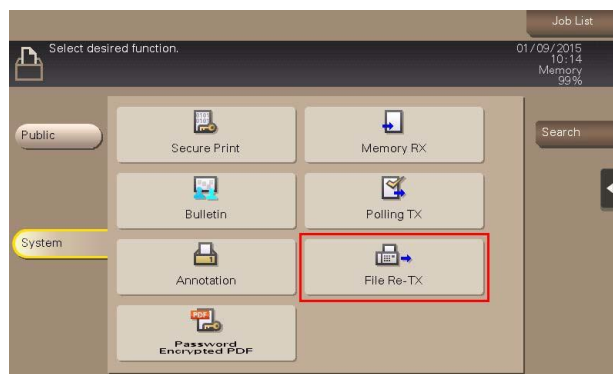 Job List
Select desired function.
01/09/2015
10:14
Memory
99%
Public
Secure Print
Memory RX
Search
Bulletin
Polling TX
System
Annotation
File Re-TX
PDF
Password
Encrypted PDF